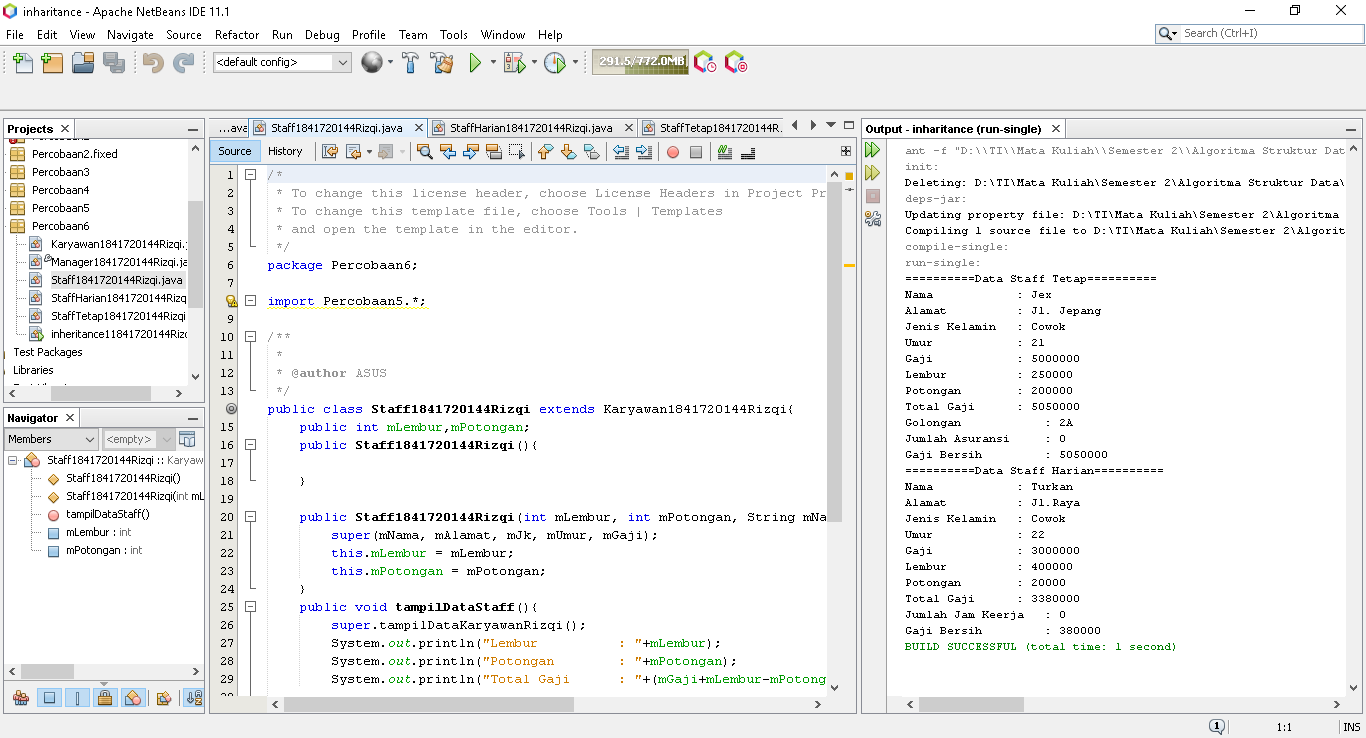 inharitance - Apache NetBeans IDE 11.1
File Edit View Navigate Source Refactor Run Debug Profile Team Tools Window Help
Search (Ctrl+I)
<default config>
291.5/772.0MB
Projects
Percobaan2.fixed
Percobaan3
Percobaan4
Percobaan5
Percobaan6
Karyawan1841720144Rizqi.j
Manager1841720144Rizqi.ja
Staff1841720144Rizqi.java
StaffHarian1841720144Rizq
StaffTetap1841720144Rizqi
inheritance11841720144Rizq
Test Packages
Libraries
Navigator
Members <empty>
Staff1841720144Rizqi :: Karyaw
Staff1841720144Rizqi()
Staff1841720144Rizqi(int mL
tampilDataStaff()
mLembur : int
mPotongan : int
...ava Staff1841720144Rizqi.java StaffHarian1841720144Rizqi.java StaffTetap1841720144R.
Source History
1 /*
2 * To change this license header, choose License Headers in Project Pr
3 * To change this template file, choose Tools | Templates
4 * and open the template in the editor.
5 */
6 package Percobaan6;
7
import Percobaan5.*;
9
10 /**
11 *
12 * @author ASUS
13 */
public class Staff1841720144Rizqi extends Karyawan1841720144Rizqi{
15 public int mLembur,mPotongan;
16 public Staff1841720144Rizqi(){
17
18 }
19
20 public Staff1841720144Rizqi(int mLembur, int mPotongan, String mNa
21 super(mNama, mAlamat, mJk, mUmur, mGaji);
22 this.mLembur = mLembur;
23 this.mPotongan = mPotongan;
24 }
25 public void tampilDataStaff(){
26 super.tampilDataKaryawanRizqi();
27 System.out.println("Lembur : "+mLembur);
28 System.out.println("Potongan : "+mPotongan);
29 System.out.println("Total Gaji : "+(mGaji+mLembur-mPotong
Output - inharitance (run-single)
ant -f "D:\\TI\\Mata Kuliah\\Semester 2\\Algoritma Struktur Dat
init:
Deleting: D:\TI\Mata Kuliah\Semester 2\Algoritma Struktur Data\
deps-jar:
Updating property file: D:\TI\Mata Kuliah\Semester 2\Algoritma
Compiling 1 source file to D:\TI\Mata Kuliah\Semester 2\Algorit
compile-single:
run-single:
==========Data Staff Tetap==========
Nama : Jex
Alamat : Jl. Jepang
Jenis Kelamin : Cowok
Umur : 21
Gaji : 5000000
Lembur : 250000
Potongan : 200000
Total Gaji : 5050000
Golongan : 2A
Jumlah Asuransi : 0
Gaji Bersih : 5050000
==========Data Staff Harian==========
Nama : Turkan
Alamat : Jl.Raya
Jenis Kelamin : Cowok
Umur : 22
Gaji : 3000000
Lembur : 400000
Potongan : 20000
Total Gaji : 3380000
Jumlah Jam Keerja : 0
Gaji Bersih : 380000
BUILD SUCCESSFUL (total time: 1 second)
1 1:1 INS